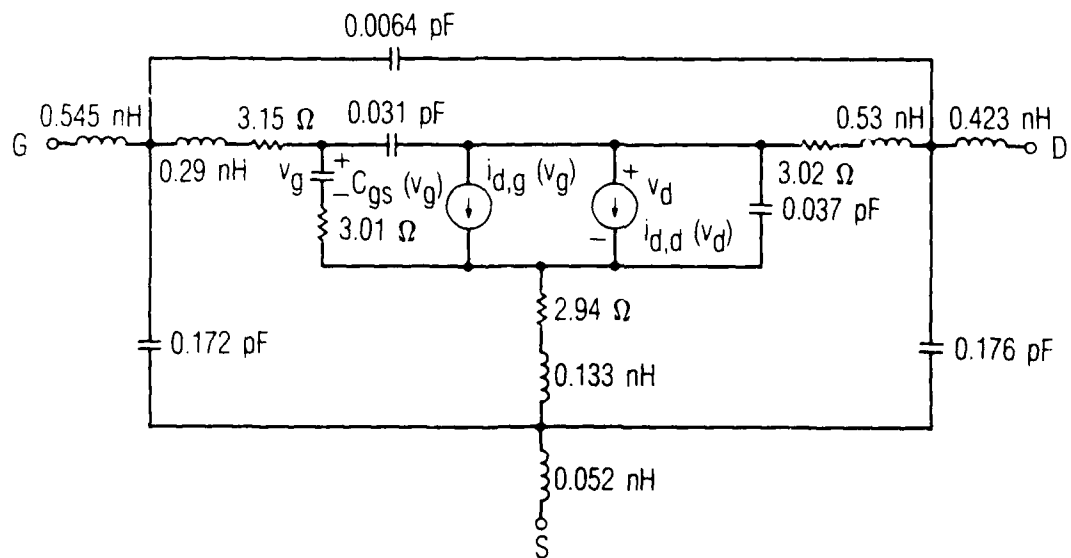 0.0064 pF
0.545 nH
3.15 Ω
0.031 pF
0.53 nH
0.423 nH
G
D
0.29 nH
v_g
+
− C_gs (v_g)
i_d,g (v_g)
+
v_d
−
i_d,d (v_d)
3.02 Ω
0.037 pF
3.01 Ω
2.94 Ω
0.172 pF
0.176 pF
0.133 nH
0.052 nH
S